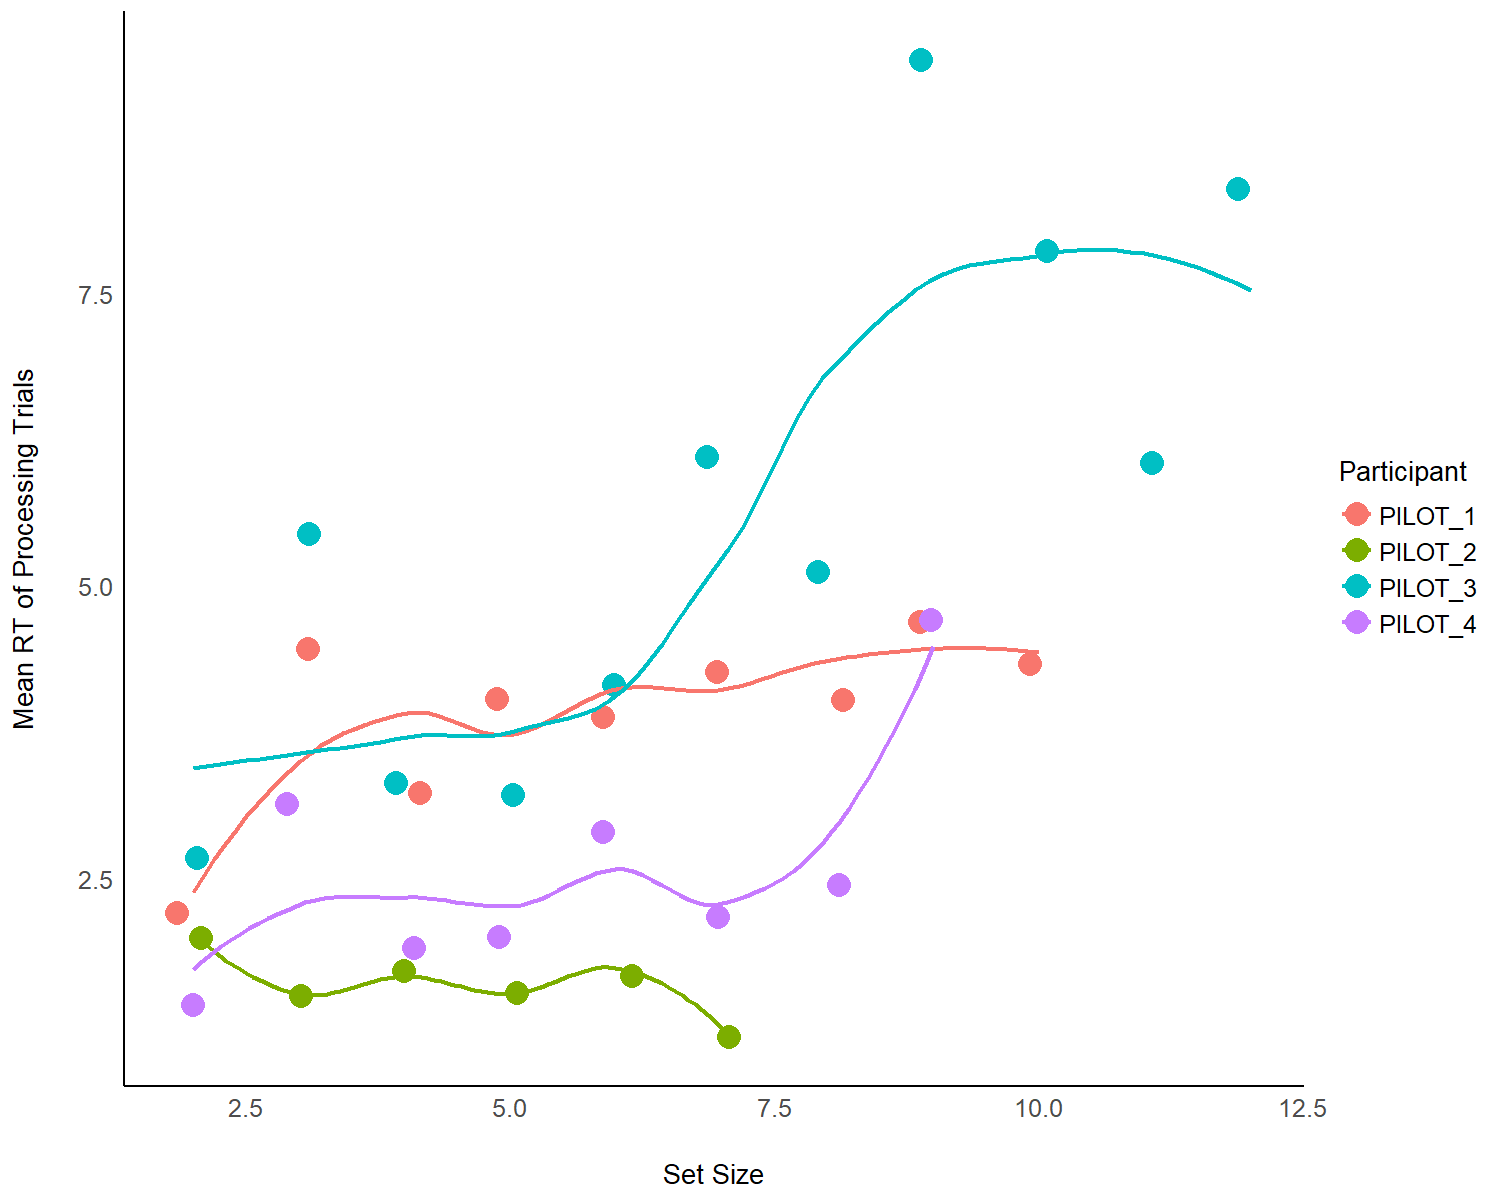 Mean RT of Processing Trials
7.5
5.0
2.5
2.5 5.0 7.5 10.0 12.5
Set Size
Participant
PILOT_1
PILOT_2
PILOT_3
PILOT_4